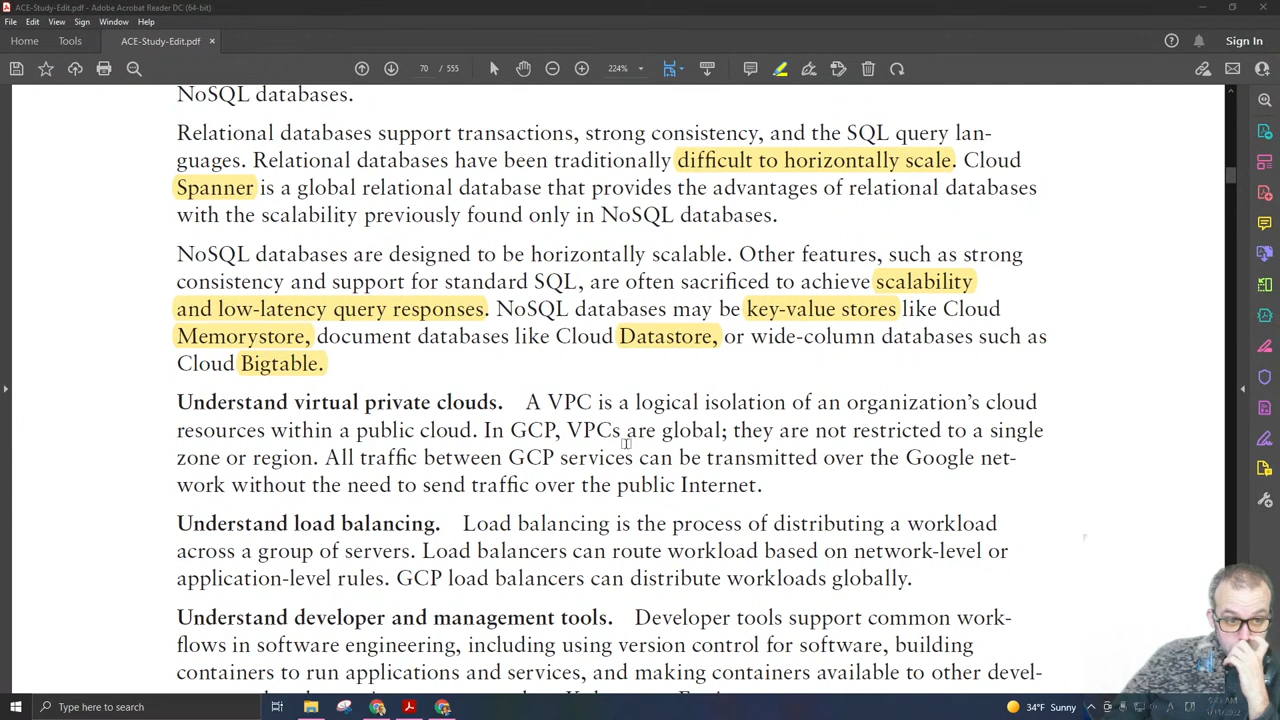 ACE-Study-Edit.pdf - Adobe Acrobat Reader DC (64-bit)
File Edit View Sign Window Help
Home Tools ACE-Study-Edit.pdf × Sign In
70 / 555 224%
NoSQL databases.
Relational databases support transactions, strong consistency, and the SQL query lan-
guages. Relational databases have been traditionally difficult to horizontally scale. Cloud
Spanner is a global relational database that provides the advantages of relational databases
with the scalability previously found only in NoSQL databases.
NoSQL databases are designed to be horizontally scalable. Other features, such as strong
consistency and support for standard SQL, are often sacrificed to achieve scalability
and low-latency query responses. NoSQL databases may be key-value stores like Cloud
Memorystore, document databases like Cloud Datastore, or wide-column databases such as
Cloud Bigtable.
Understand virtual private clouds. A VPC is a logical isolation of an organization’s cloud
resources within a public cloud. In GCP, VPCs are global; they are not restricted to a single
zone or region. All traffic between GCP services can be transmitted over the Google net-
work without the need to send traffic over the public Internet.
Understand load balancing. Load balancing is the process of distributing a workload
across a group of servers. Load balancers can route workload based on network-level or
application-level rules. GCP load balancers can distribute workloads globally.
Understand developer and management tools. Developer tools support common work-
flows in software engineering, including using version control for software, building
containers to run applications and services, and making containers available to other devel-
Type here to search 34°F Sunny